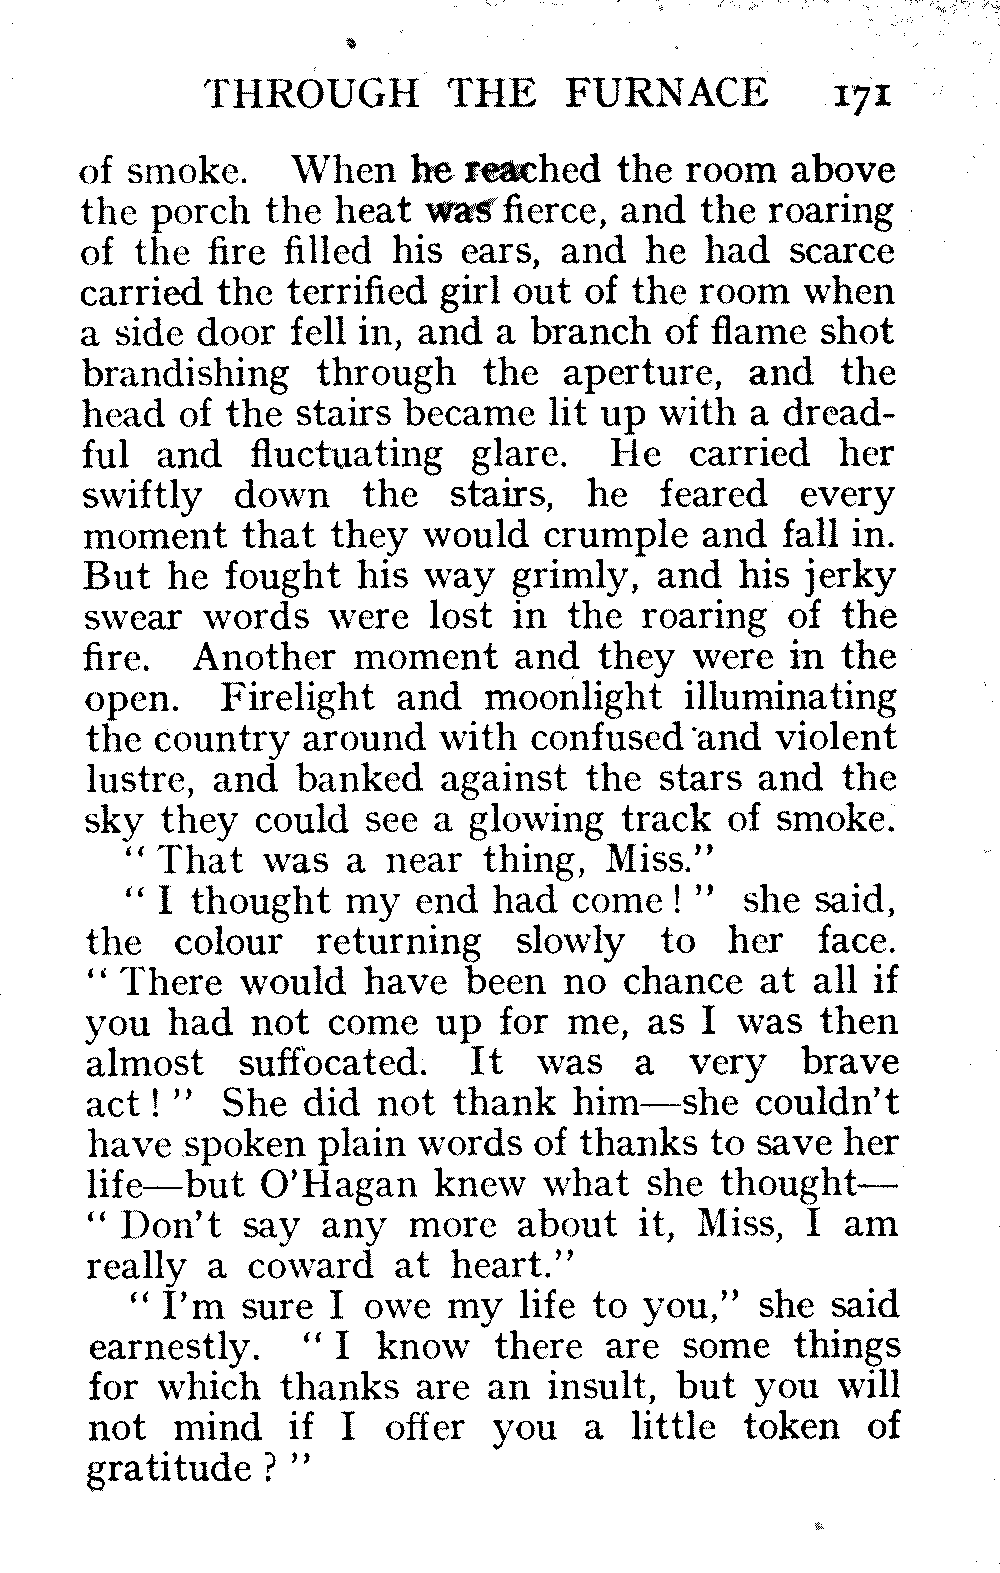 THROUGH THE FURNACE 171
of smoke. When he reached the room above
the porch the heat was fierce, and the roaring
of the fire filled his ears, and he had scarce
carried the terrified girl out of the room when
a side door fell in, and a branch of flame shot
brandishing through the aperture, and the
head of the stairs became lit up with a dread-
ful and fluctuating glare. He carried her
swiftly down the stairs, he feared every
moment that they would crumple and fall in.
But he fought his way grimly, and his jerky
swear words were lost in the roaring of the
fire. Another moment and they were in the
open. Firelight and moonlight illuminating
the country around with confused and violent
lustre, and banked against the stars and the
sky they could see a glowing track of smoke.
“ That was a near thing, Miss.”
“ I thought my end had come ! ” she said,
the colour returning slowly to her face.
“ There would have been no chance at all if
you had not come up for me, as I was then
almost suffocated. It was a very brave
act ! ” She did not thank him—she couldn't
have spoken plain words of thanks to save her
life—but O'Hagan knew what she thought—
“ Don't say any more about it, Miss, I am
really a coward at heart.”
“ I'm sure I owe my life to you,” she said
earnestly. “ I know there are some things
for which thanks are an insult, but you will
not mind if I offer you a little token of
gratitude ? ”